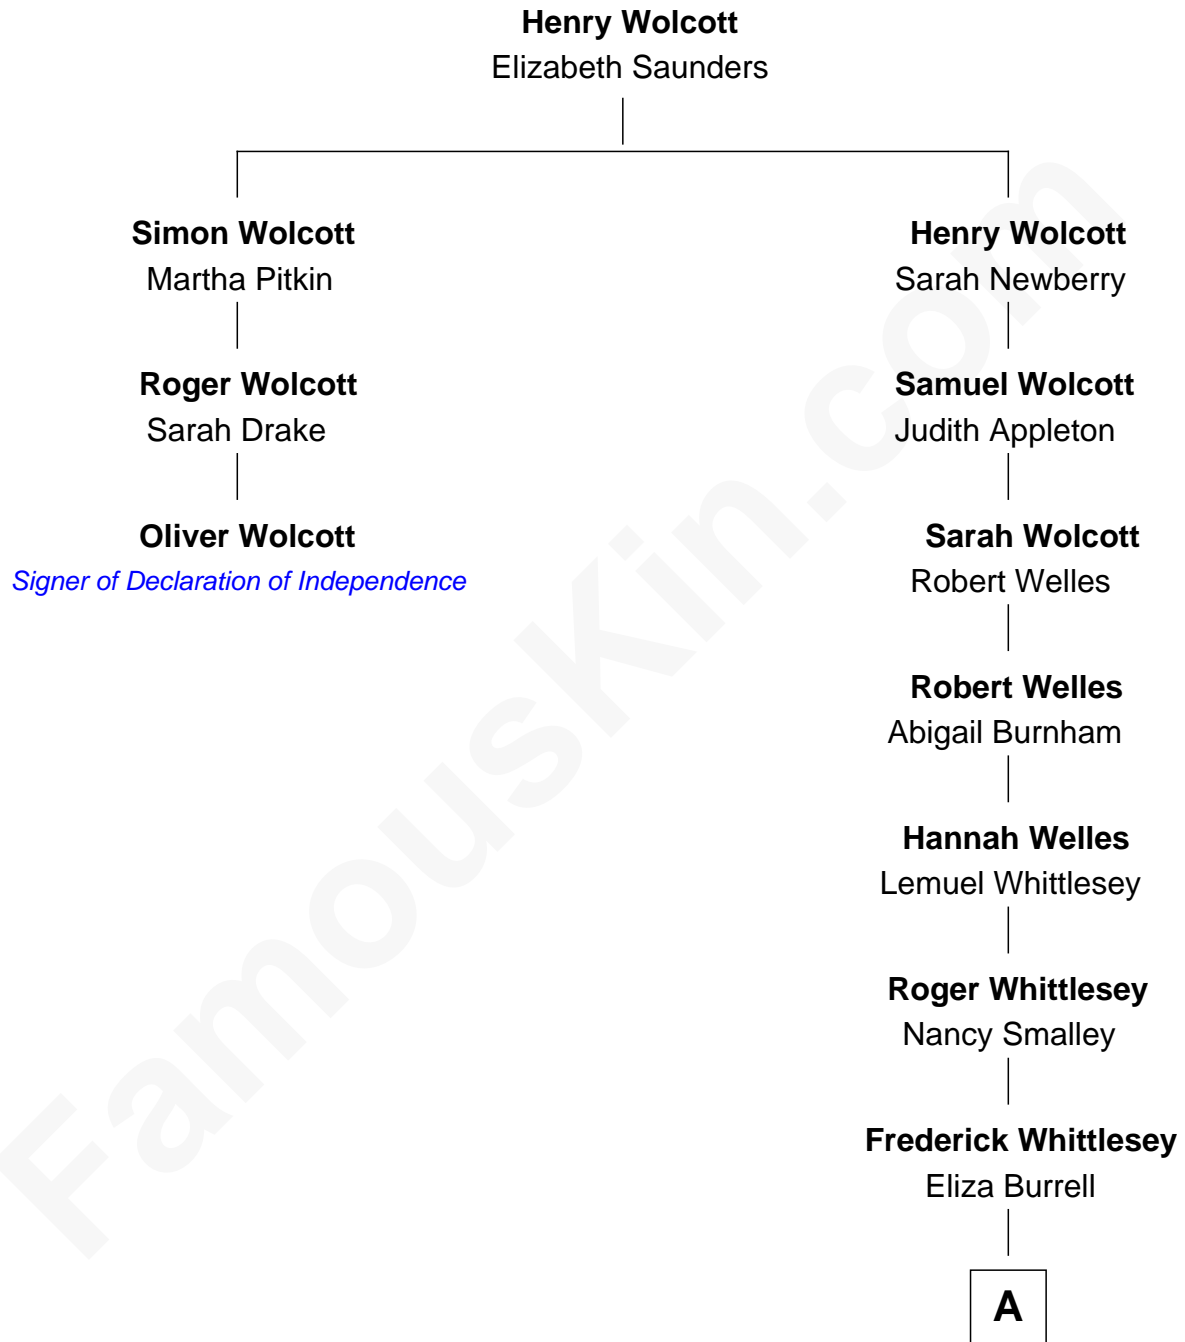 Henry Wolcott
Elizabeth Saunders
Simon Wolcott
Martha Pitkin
Henry Wolcott
Sarah Newberry
Roger Wolcott
Sarah Drake
Samuel Wolcott
Judith Appleton
Oliver Wolcott
Signer of Declaration of Independence
Sarah Wolcott
Robert Welles
Robert Welles
Abigail Burnham
Hannah Welles
Lemuel Whittlesey
Roger Whittlesey
Nancy Smalley
Frederick Whittlesey
Eliza Burrell
A
FamousKin.com